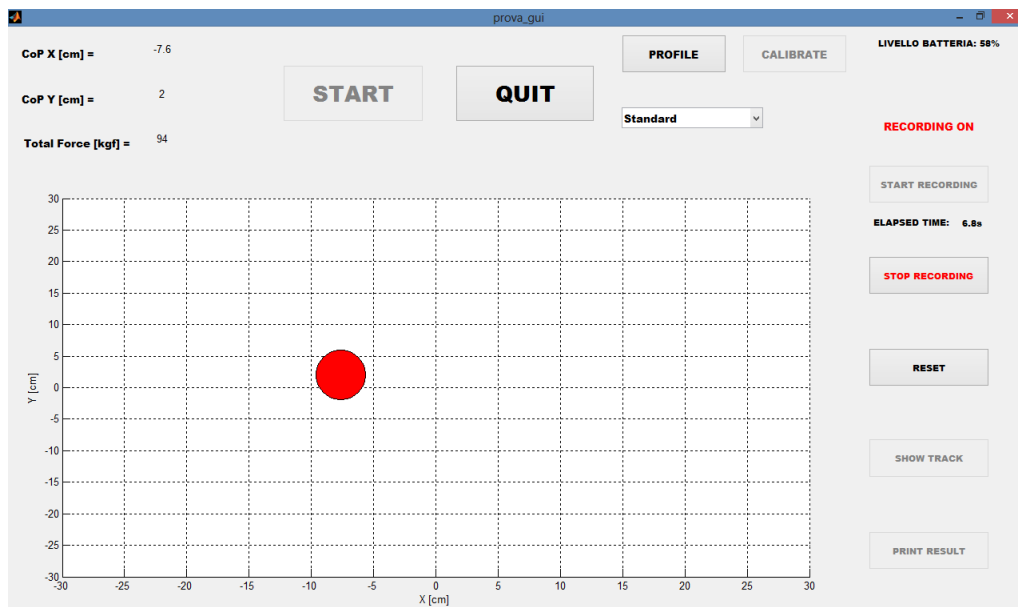 prova_gui
CoP X [cm] = -7.6
CoP Y [cm] = 2
Total Force [kgf] = 94
START
QUIT
PROFILE
CALIBRATE
Standard
LIVELLO BATTERIA: 58%
RECORDING ON
START RECORDING
ELAPSED TIME: 6.8s
STOP RECORDING
RESET
SHOW TRACK
PRINT RESULT
30
25
20
15
10
5
0
-5
-10
-15
-20
-25
-30
Y [cm]
-30 -25 -20 -15 -10 -5 0 5 10 15 20 25 30
X [cm]